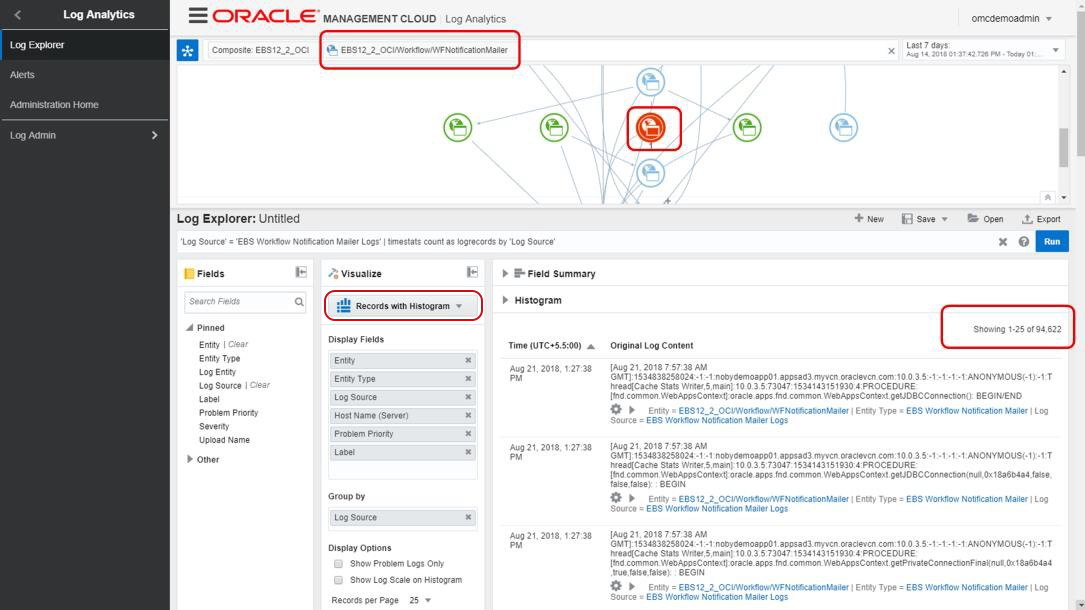 Log Analytics
Log Explorer
Alerts
Administration Home
Log Admin
ORACLE MANAGEMENT CLOUD Log Analytics
omcdemoadmin
Composite: EBS12_2_OCI
EBS12_2_OCI/Workflow/WFNotificationMailer
Last 7 days:
Aug 14, 2018 01:37:42.726 PM - Today 01:...
Log Explorer: Untitled
New
Save
Open
Export
'Log Source' = 'EBS Workflow Notification Mailer Logs' | timestats count as logrecords by 'Log Source'
Run
Fields
Search Fields
Pinned
Entity | Clear
Entity Type
Log Entity
Log Source | Clear
Label
Problem Priority
Severity
Upload Name
Other
Visualize
Records with Histogram
Display Fields
Entity
Entity Type
Log Source
Host Name (Server)
Problem Priority
Label
Group by
Log Source
Display Options
Show Problem Logs Only
Show Log Scale on Histogram
Records per Page 25
Field Summary
Histogram
Showing 1-25 of 94,622
Time (UTC+5.5:00) Original Log Content
Aug 21, 2018, 1:27:38
PM
[Aug 21, 2018 7:57:38 AM
GMT]:1534838258024:-1:-1:nobydemoapp01.appsad3.myvcn.oraclevcn.com:10.0.3.5:-1:-1:-1:-1:ANONYMOUS(-1):-1:T
hread[Cache Stats Writer,5,main]:10.0.3.5:73047:1534143151930:4:PROCEDURE:
[fnd.common.WebAppsContext]:oracle.apps.fnd.common.WebAppsContext.getJDBCConnection(): BEGIN/END
Entity = EBS12_2_OCI/Workflow/WFNotificationMailer | Entity Type = EBS Workflow Notification Mailer | Log
Source = EBS Workflow Notification Mailer Logs
Aug 21, 2018, 1:27:38
PM
[Aug 21, 2018 7:57:38 AM
GMT]:1534838258024:-1:-1:nobydemoapp01.appsad3.myvcn.oraclevcn.com:10.0.3.5:-1:-1:-1:-1:ANONYMOUS(-1):-1:T
hread[Cache Stats Writer,5,main]:10.0.3.5:73047:1534143151930:4:PROCEDURE:
[fnd.common.WebAppsContext]:oracle.apps.fnd.common.WebAppsContext.getJDBCConnection(null,0x18a6b4a4,false
,false,false): : BEGIN
Entity = EBS12_2_OCI/Workflow/WFNotificationMailer | Entity Type = EBS Workflow Notification Mailer | Log
Source = EBS Workflow Notification Mailer Logs
Aug 21, 2018, 1:27:38
PM
[Aug 21, 2018 7:57:38 AM
GMT]:1534838258024:-1:-1:nobydemoapp01.appsad3.myvcn.oraclevcn.com:10.0.3.5:-1:-1:-1:-1:ANONYMOUS(-1):-1:T
hread[Cache Stats Writer,5,main]:10.0.3.5:73047:1534143151930:4:PROCEDURE:
[fnd.common.WebAppsContext]:oracle.apps.fnd.common.WebAppsContext.getPrivateConnectionFinal(null,0x18a6b4a4
,true,false,false): : BEGIN
Entity = EBS12_2_OCI/Workflow/WFNotificationMailer | Entity Type = EBS Workflow Notification Mailer | Log
Source = EBS Workflow Notification Mailer Logs